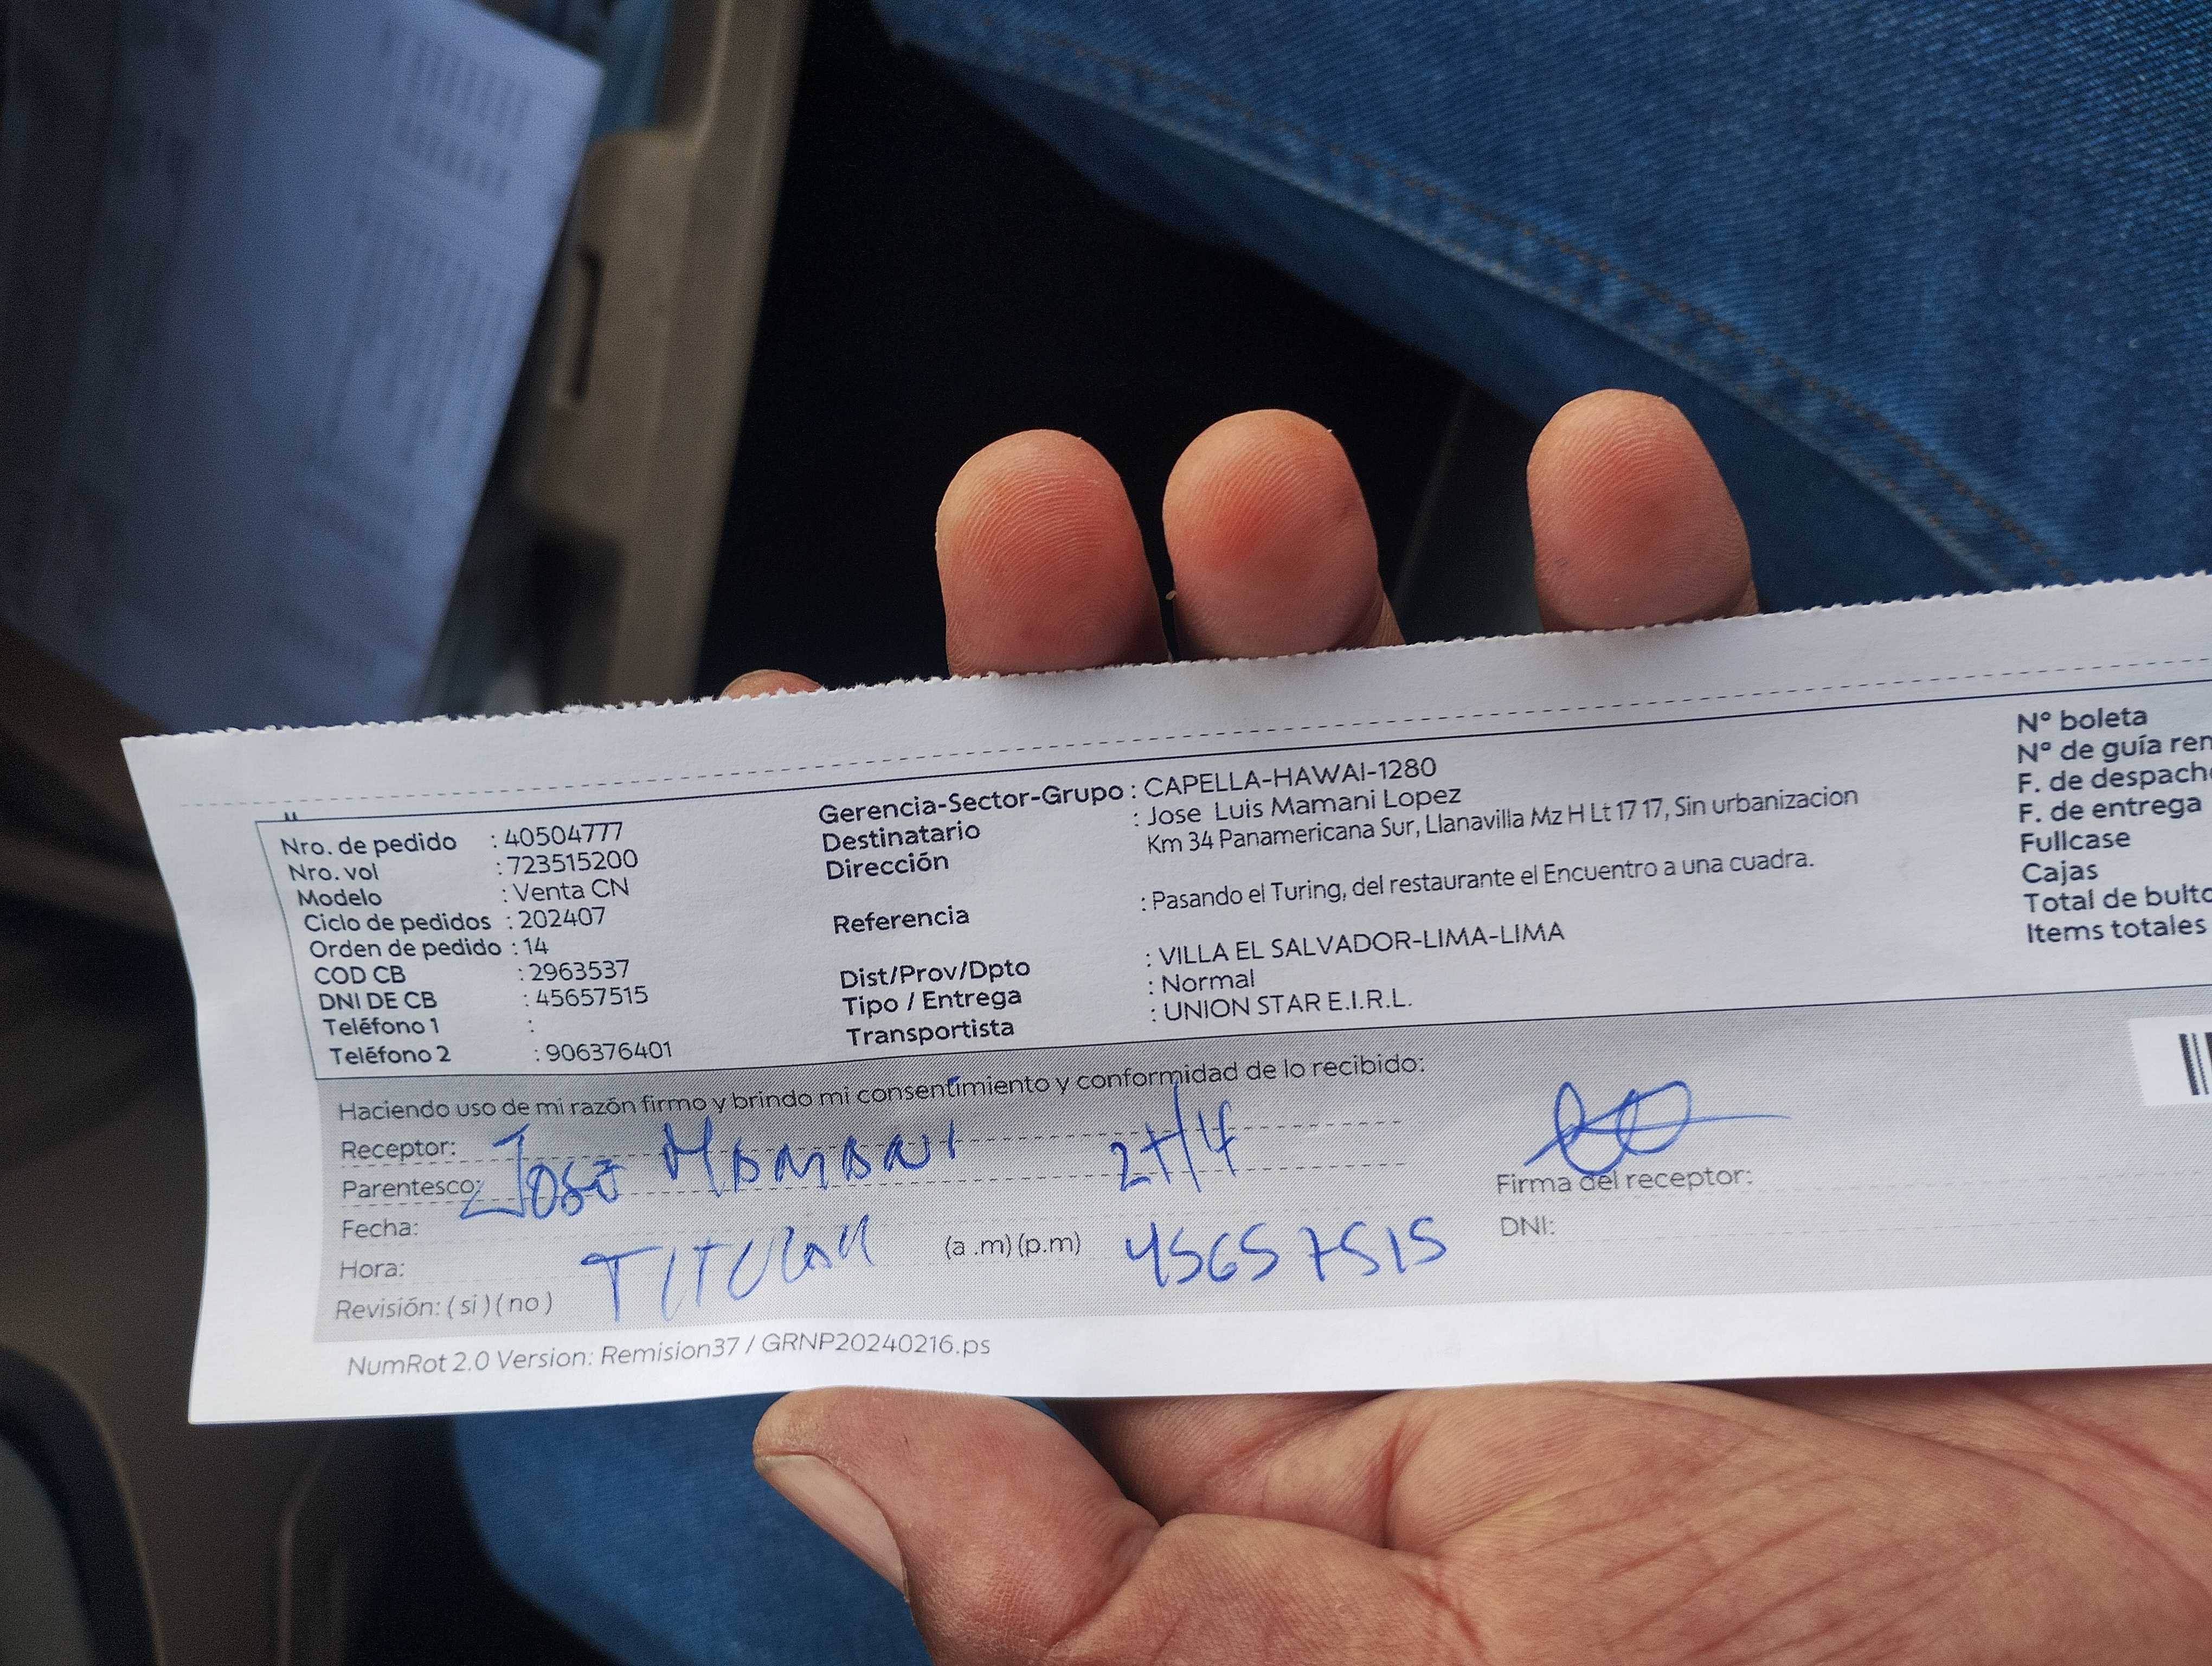 Nro. de pedido : 40504777
Nro. vol : 723515200
Modelo : Venta CN
Ciclo de pedidos : 202407
Orden de pedido : 14
COD CB : 2963537
DNI DE CB : 45657515
Teléfono 1 :
Teléfono 2 : 906376401
Gerencia-Sector-Grupo : CAPELLA-HAWAI-1280
Destinatario : Jose Luis Mamani Lopez
Dirección Km 34 Panamericana Sur, Llanavilla Mz H Lt 17 17, Sin urbanizacion
Referencia : Pasando el Turing, del restaurante el Encuentro a una cuadra.
Dist/Prov/Dpto : VILLA EL SALVADOR-LIMA-LIMA
Tipo / Entrega : Normal
Transportista : UNION STAR E.I.R.L.
N° boleta
N° de guía rem
F. de despacho
F. de entrega
Fullcase
Cajas
Total de bulto
Items totales
Haciendo uso de mi razón firmo y brindo mi consentimiento y conformidad de lo recibido:
Receptor: Jose Mamani 27/4
Parentesco:
Fecha:
Hora: Titular (a .m) (p.m) 45657515
Revisión: ( si ) ( no )
Firma del receptor:
DNI:
NumRot 2.0 Version: Remision37 / GRNP20240216.ps